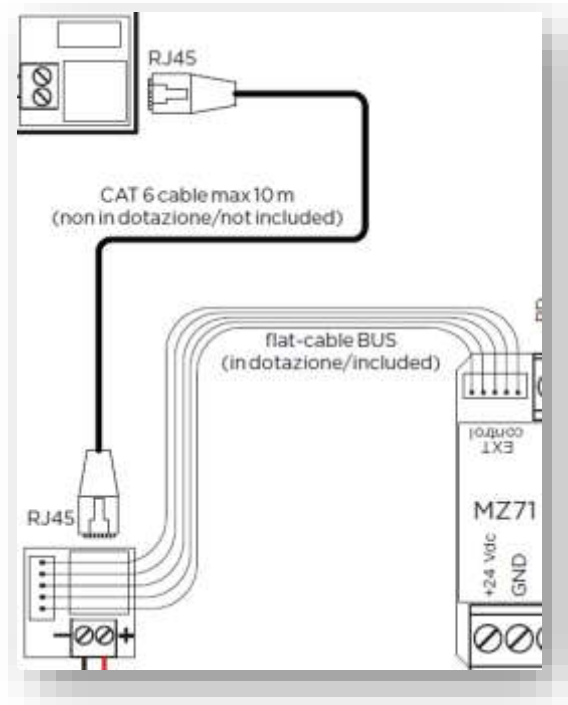 RJ45
CAT 6 cable max 10 m
(non in dotazione/not included)
flat-cable BUS
(in dotazione/included)
EXT
control
MZ71
+24 Vdc
GND
RJ45
- +